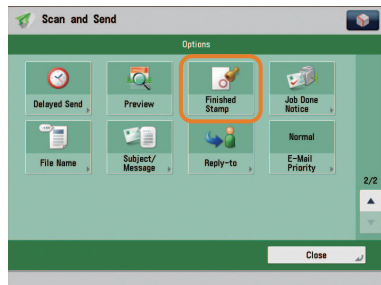 Scan and Send
Options
Delayed Send
Preview
Finished
Stamp
Job Done
Notice
File Name
Subject/
Message
Reply-to
Normal
E-Mail
Priority
2/2
Close